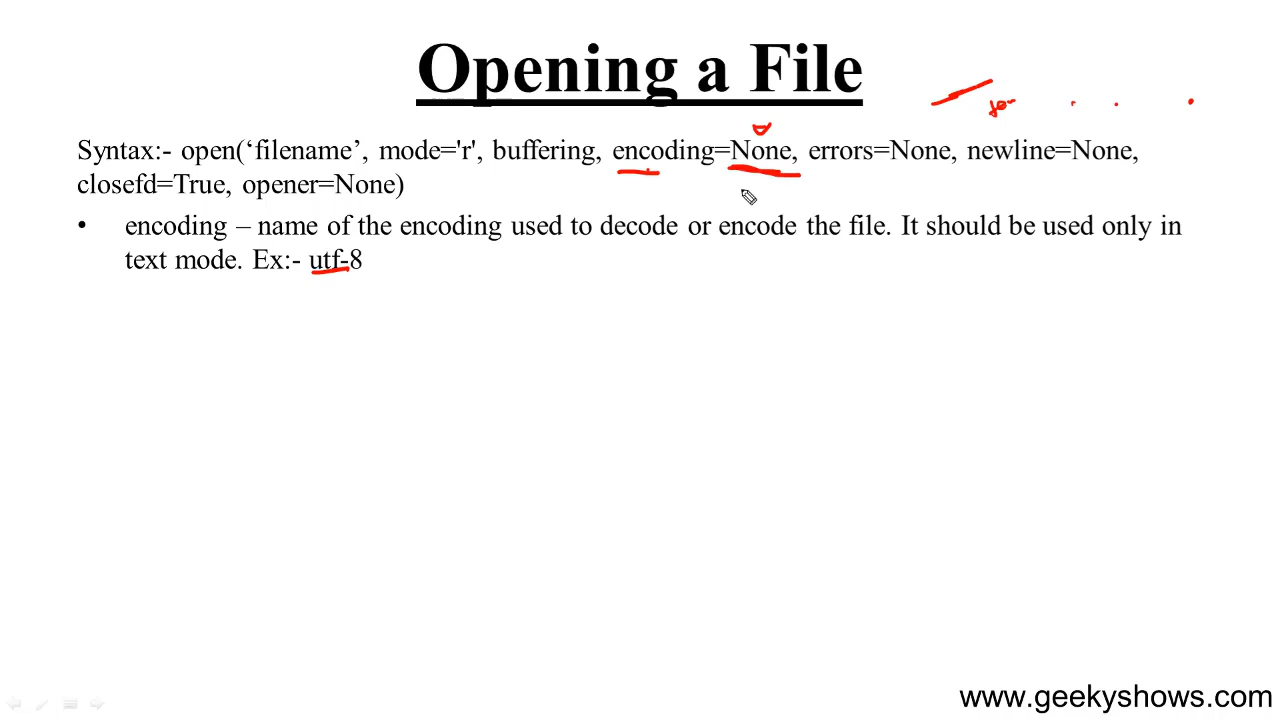 Opening a File
Syntax:- open(‘filename’, mode='r', buffering, encoding=None, errors=None, newline=None,
closefd=True, opener=None)
• encoding – name of the encoding used to decode or encode the file. It should be used only in
text mode. Ex:- utf-8
www.geekyshows.com